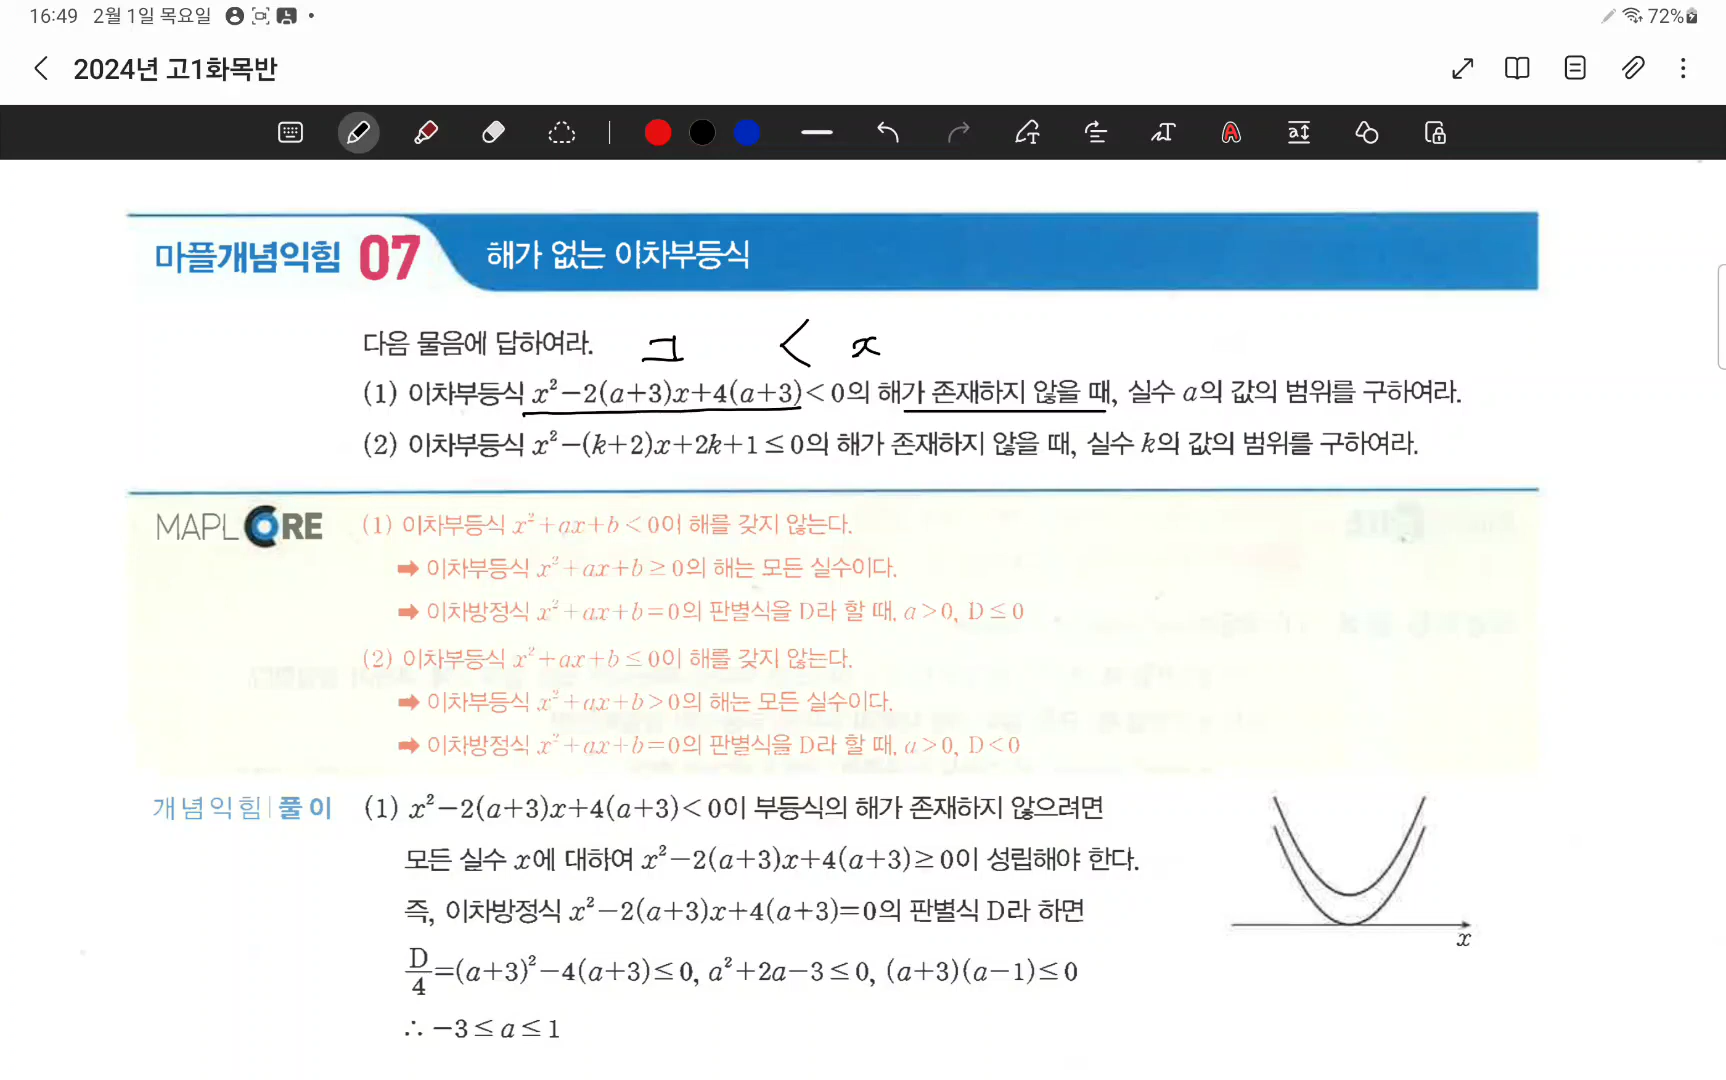 16:49 2월 1일 목요일
72%
2024년 고1화목반
마플개념익힘 07 해가 없는 이차부등식
다음 물음에 답하여라. ㄱ < x
(1) 이차부등식 x²−2(a+3)x+4(a+3)<0의 해가 존재하지 않을 때, 실수 a의 값의 범위를 구하여라.
(2) 이차부등식 x²−(k+2)x+2k+1≤0의 해가 존재하지 않을 때, 실수 k의 값의 범위를 구하여라.
MAPL CORE
(1) 이차부등식 x²+ax+b<0이 해를 갖지 않는다.
➡ 이차부등식 x²+ax+b≥0의 해는 모든 실수이다.
➡ 이차방정식 x²+ax+b=0의 판별식을 D라 할 때, a>0, D≤0
(2) 이차부등식 x²+ax+b≤0이 해를 갖지 않는다.
➡ 이차부등식 x²+ax+b>0의 해는 모든 실수이다.
➡ 이차방정식 x²+ax+b=0의 판별식을 D라 할 때, a>0, D<0
개념익힘|풀이 (1) x²−2(a+3)x+4(a+3)<0이 부등식의 해가 존재하지 않으려면
모든 실수 x에 대하여 x²−2(a+3)x+4(a+3)≥0이 성립해야 한다.
즉, 이차방정식 x²−2(a+3)x+4(a+3)=0의 판별식 D라 하면
D/4=(a+3)²−4(a+3)≤0, a²+2a−3≤0, (a+3)(a−1)≤0
∴ −3≤a≤1
x